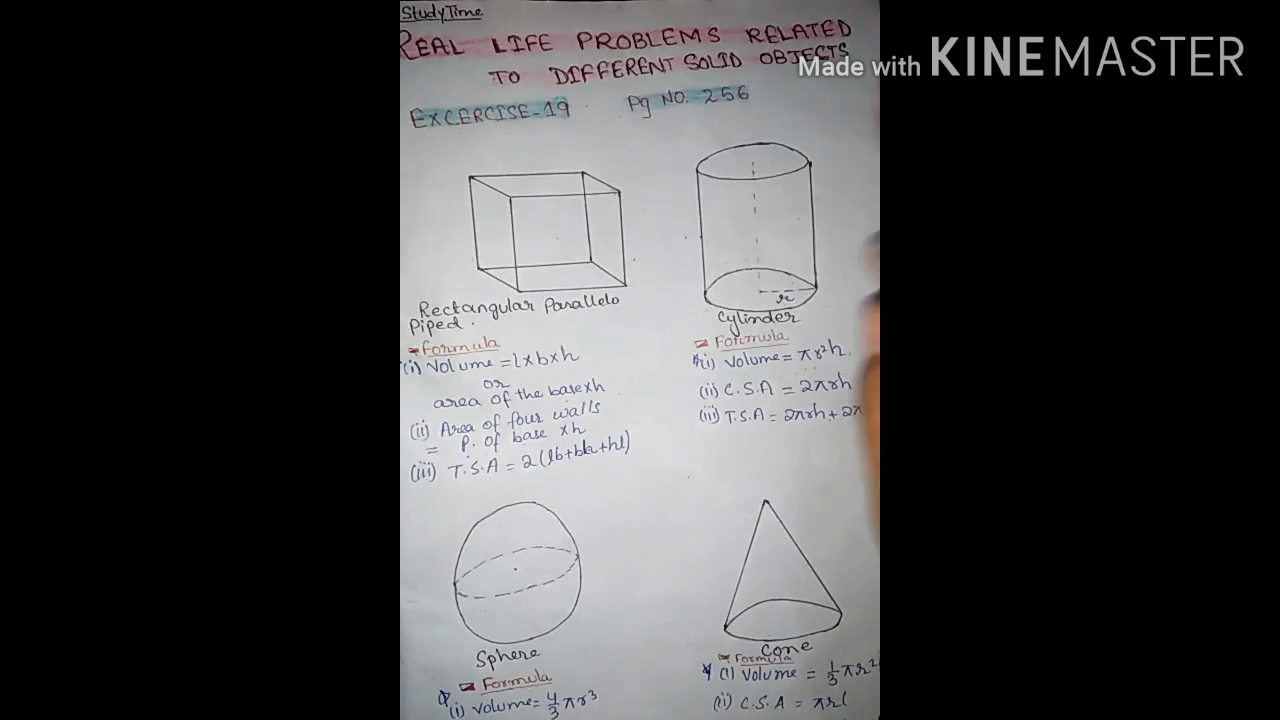 StudyTime
REAL LIFE PROBLEMS RELATED
TO DIFFERENT SOLID OBJECTS
Made with KINEMASTER
EXCERCISE-19 Pg NO. 256
Rectangular Parallelo
Piped.
Formula
(i) Volume = l×b×h
or
area of the base×h
(ii) Area of four walls
= P. of base ×h
(iii) T.S.A = 2(lb+bh+hl)
r
Cylinder
Formula
(i) Volume = πr²h.
(ii) C.S.A = 2πrh
(iii) T.S.A = 2πrh + 2π
Sphere
Formula
(i) Volume = 4/3 πr³
Cone
Formula
(i) Volume = 1/3 πr²
(ii) C.S.A = πrl